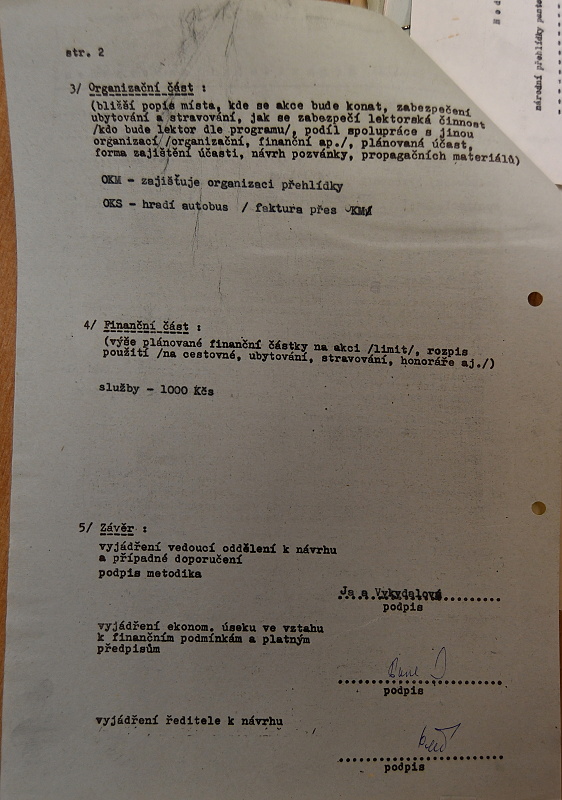 str. 2
3/ Organizační část :
(bližší popis místa, kde se akce bude konat, zabezpečení
ubytování a stravování, jak se zabezpečí lektorská činnost
/kdo bude lektor dle programu/, podíl spolupráce s jinou
organizací//organizační, finanční ap./, plánovaná účast,
forma zajištění účasti, návrh pozvánky, propagačních materiálů)
OKM - zajišťuje organizaci přehlídky
OKS - hradí autobus / faktura přes OKM/
4/ Finanční část :
(výše plánované finanční částky na akci /limit/, rozpis
použití /na cestovné, ubytování, stravování, honoráře aj./)
služby - 1000 Kčs
5/ Závěr :
vyjádření vedoucí oddělení k návrhu
a případné doporučení
podpis metodika
Vykydalová
podpis
vyjádření ekonom. úseku ve vztahu
k finančním podmínkám a platným
předpisům
podpis
vyjádření ředitele k návrhu
podpis
národní přehlídky